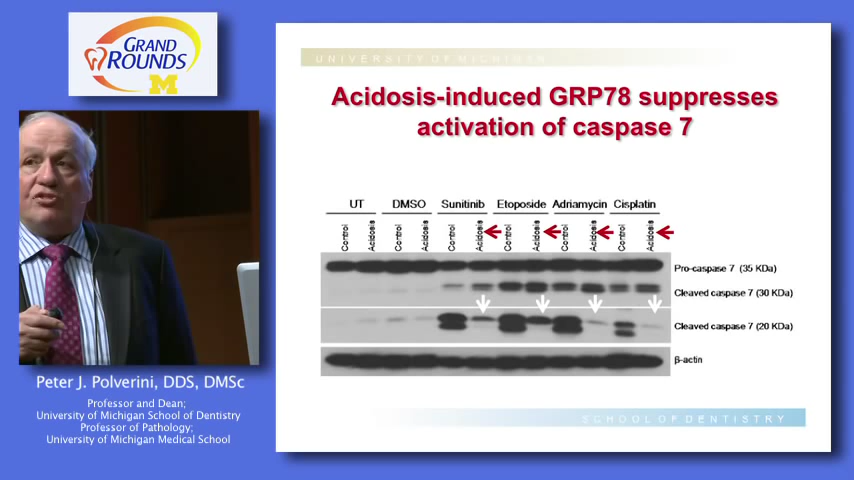 GRAND
ROUNDS
M
Peter J. Polverini, DDS, DMSc
Professor and Dean;
University of Michigan School of Dentistry
Professor of Pathology;
University of Michigan Medical School
UNIVERSITY OF MICHIGAN
Acidosis-induced GRP78 suppresses
activation of caspase 7
UT DMSO Sunitinib Etoposide Adriamycin Cisplatin
Control Acidosis Control Acidosis Control Acidosis Control Acidosis Control Acidosis Control Acidosis
Pro-caspase 7 (35 KDa)
Cleaved caspase 7 (30 KDa)
Cleaved caspase 7 (20 KDa)
β-actin
SCHOOL OF DENTISTRY